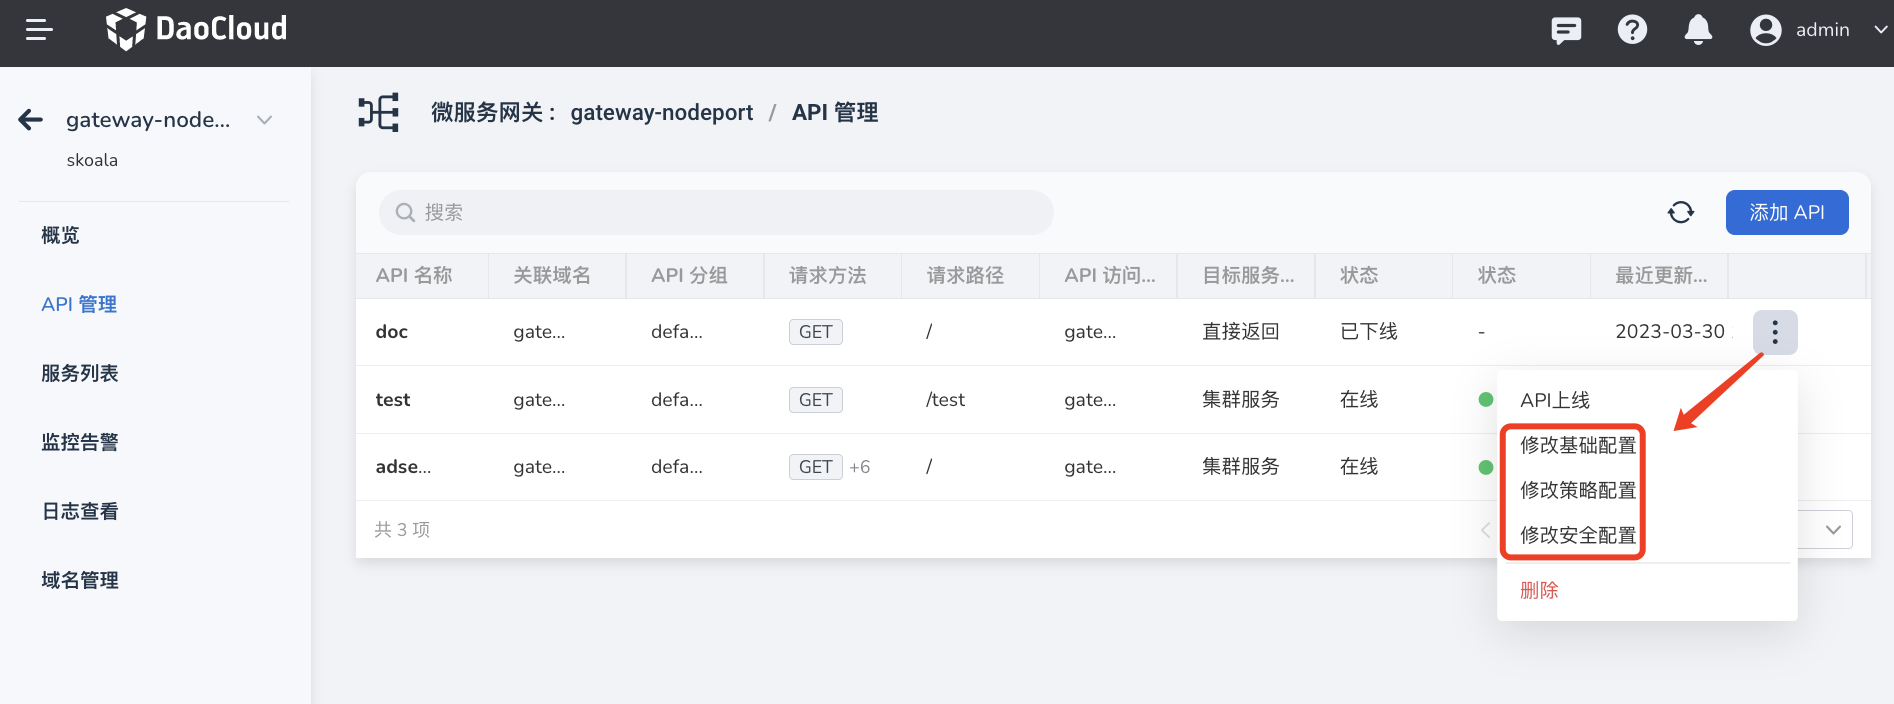 DaoCloud
admin
gateway-node...
skoala
概览
API 管理
服务列表
监控告警
日志查看
域名管理
微服务网关： gateway-nodeport / API 管理
搜索
添加 API
API 名称 关联域名 API 分组 请求方法 请求路径 API 访问... 目标服务... 状态 状态 最近更新...
doc gate... defa... GET / gate... 直接返回 已下线 - 2023-03-30
test gate... defa... GET /test gate... 集群服务 在线
adse... gate... defa... GET +6 / gate... 集群服务 在线
共 3 项
API上线
修改基础配置
修改策略配置
修改安全配置
删除